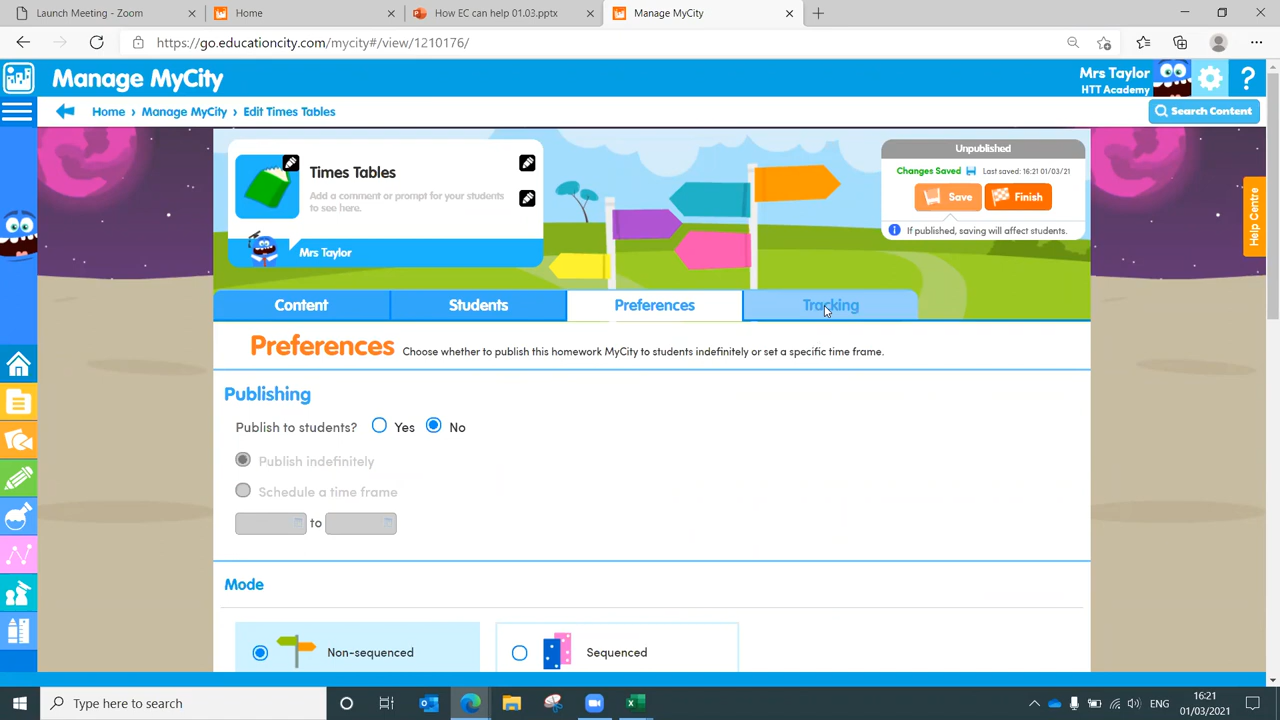 Launch Meeting - Zoom
Home
How EC can help 01.03.pptx
Manage MyCity
https://go.educationcity.com/mycity#/view/1210176/
Manage MyCity
Mrs Taylor
HTT Academy
?
Home › Manage MyCity › Edit Times Tables
Search Content
Times Tables
Add a comment or prompt for your students
to see here.
Mrs Taylor
Unpublished
Changes Saved Last saved: 16:21 01/03/21
Save Finish
If published, saving will affect students.
Help Centre
Content Students Preferences Tracking
Preferences Choose whether to publish this homework MyCity to students indefinitely or set a specific time frame.
Publishing
Publish to students? Yes No
Publish indefinitely
Schedule a time frame
to
Mode
Non-sequenced Sequenced
Type here to search
ENG
16:21
01/03/2021